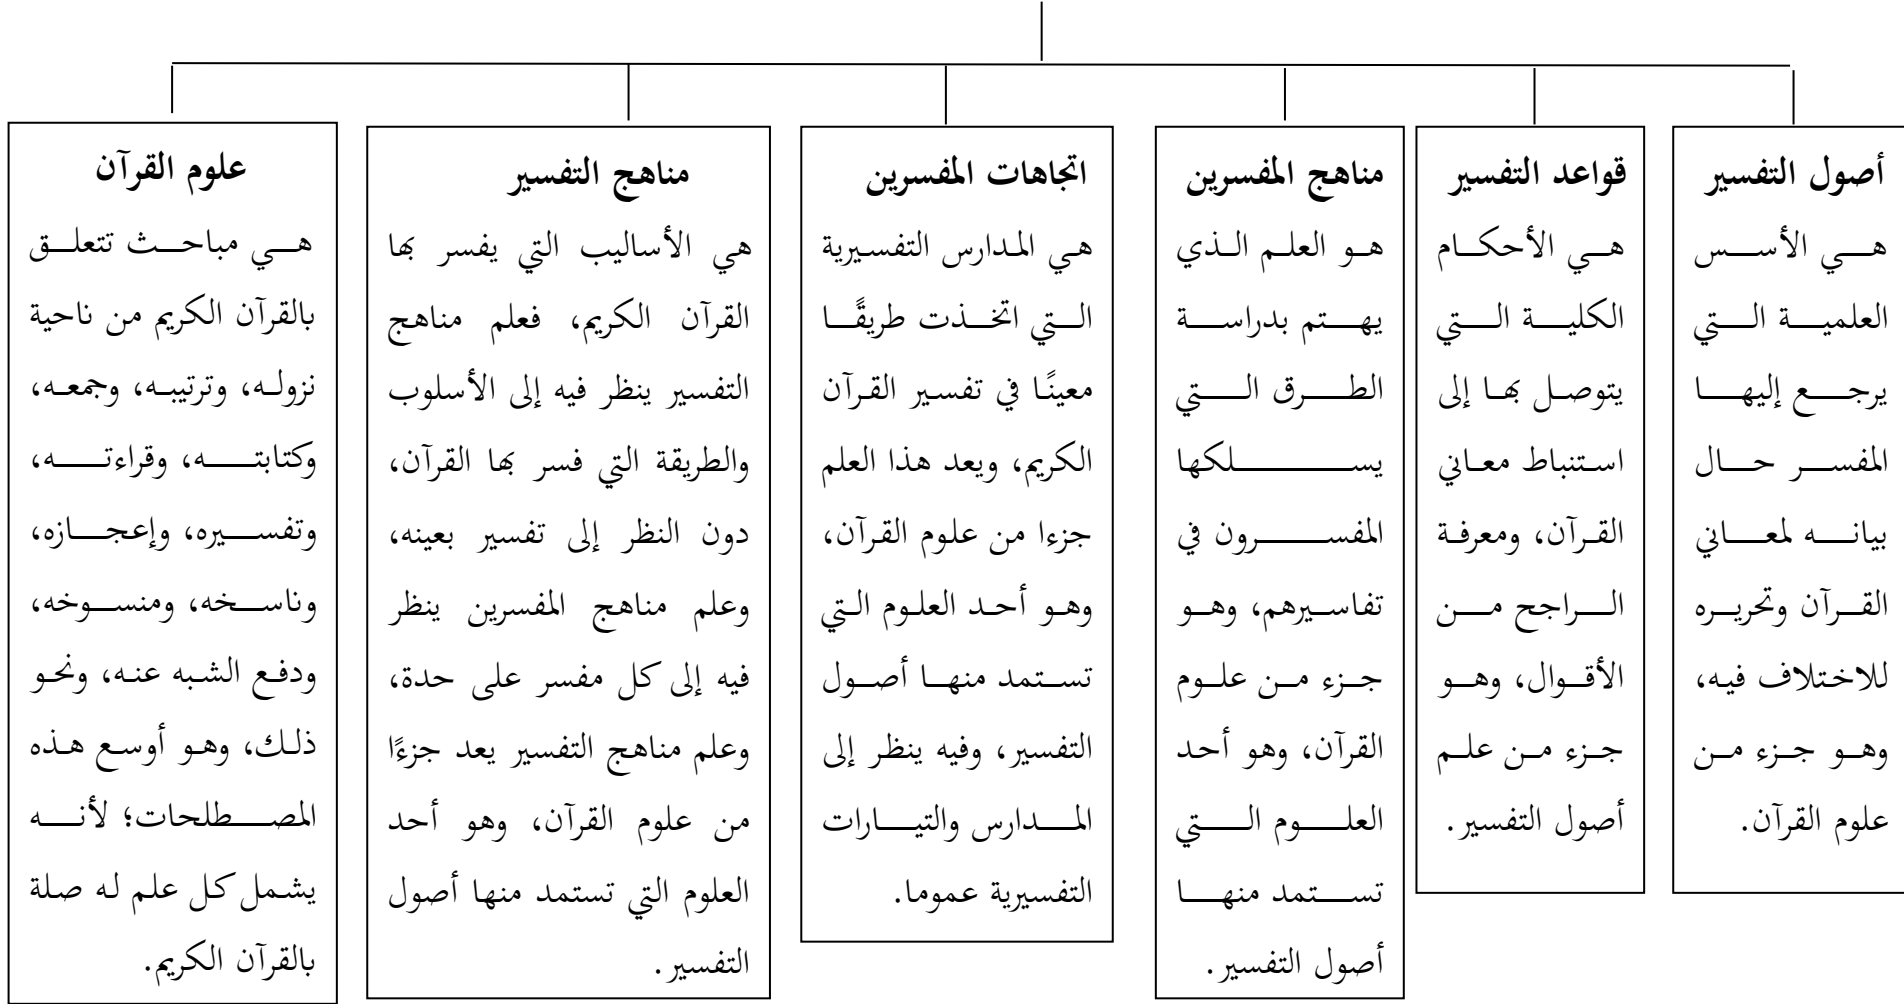 أصول التفسير
هي الأسس
العلمية التي
يرجع إليها
المفسر حال
بيانه لمعاني
القرآن وتحريره
للاختلاف فيه،
وهو جزء من
علوم القرآن.
قواعد التفسير
هي الأحكام
الكلية التي
يتوصل بها إلى
استنباط معاني
القرآن، ومعرفة
الراجح من
الأقوال، وهو
جزء من علم
أصول التفسير.
مناهج المفسرين
هو العلم الذي
يهتم بدراسة
الطرق التي
يسلكها
المفسرون في
تفاسيرهم، وهو
جزء من علوم
القرآن، وهو أحد
العلوم التي
تستمد منها
أصول التفسير.
اتجاهات المفسرين
هي المدارس التفسيرية
التي اتخذت طريقًا
معينًا في تفسير القرآن
الكريم، ويعد هذا العلم
جزءا من علوم القرآن،
وهو أحد العلوم التي
تستمد منها أصول
التفسير، وفيه ينظر إلى
المدارس والتيارات
التفسيرية عموما.
مناهج التفسير
هي الأساليب التي يفسر بها
القرآن الكريم، فعلم مناهج
التفسير ينظر فيه إلى الأسلوب
والطريقة التي فسر بها القرآن،
دون النظر إلى تفسير بعينه،
وعلم مناهج المفسرين ينظر
فيه إلى كل مفسر على حدة،
وعلم مناهج التفسير يعد جزءًا
من علوم القرآن، وهو أحد
العلوم التي تستمد منها أصول
التفسير.
علوم القرآن
هي مباحث تتعلق
بالقرآن الكريم من ناحية
نزوله، وترتيبه، وجمعه،
وكتابته، وقراءته،
وتفسيره، وإعجازه،
وناسخه، ومنسوخه،
ودفع الشبه عنه، ونحو
ذلك، وهو أوسع هذه
المصطلحات؛ لأنه
يشمل كل علم له صلة
بالقرآن الكريم.